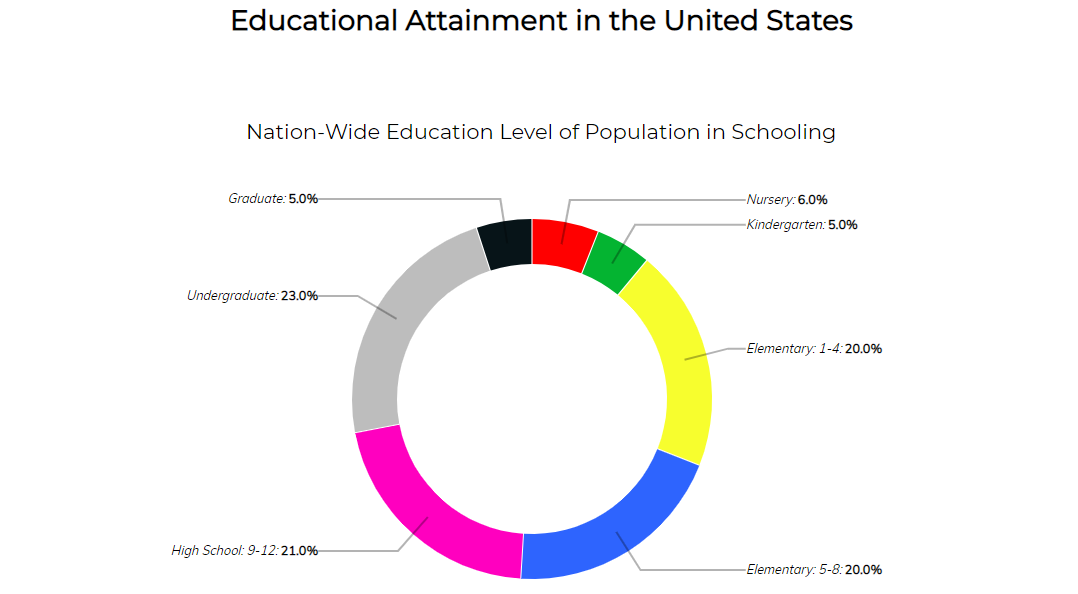 Educational Attainment in the United States
Nation-Wide Education Level of Population in Schooling
Graduate: 5.0%
Nursery: 6.0%
Kindergarten: 5.0%
Undergraduate: 23.0%
Elementary: 1-4: 20.0%
High School: 9-12: 21.0%
Elementary: 5-8: 20.0%